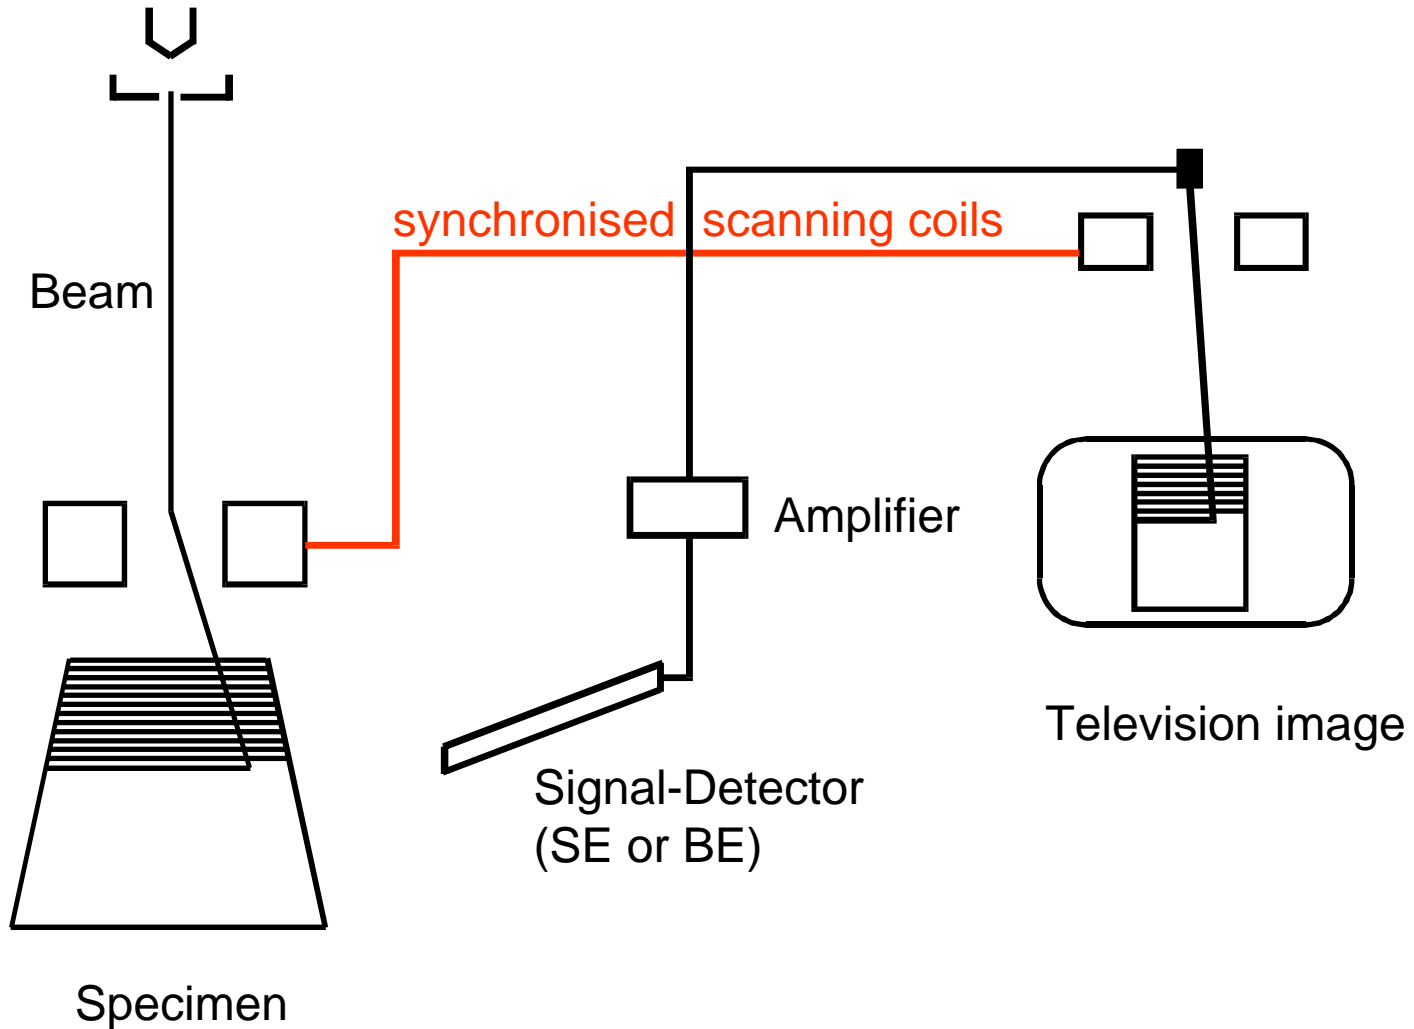 synchronised scanning coils
Beam
Amplifier
Television image
Signal-Detector
(SE or BE)
Specimen